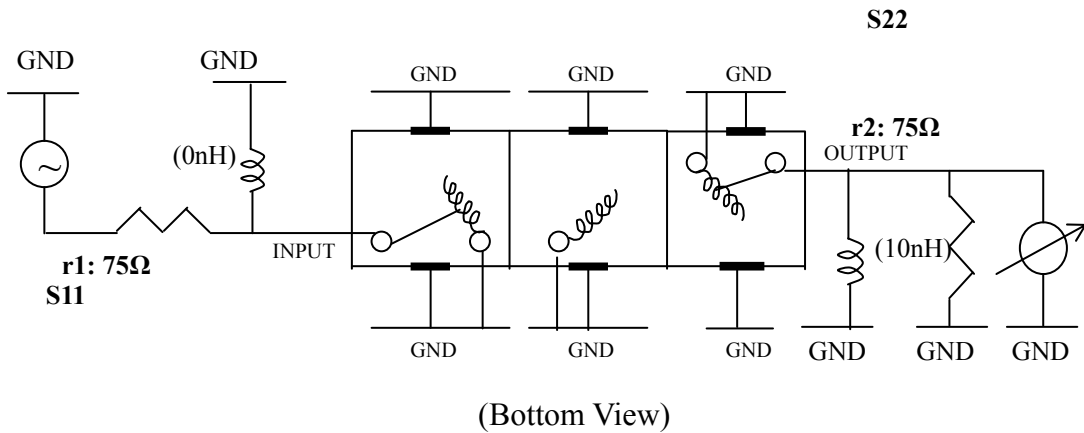 S22
GND
GND
GND
GND
GND
r2: 75Ω
OUTPUT
(0nH)
INPUT
(10nH)
r1: 75Ω
S11
GND
GND
GND
GND
GND
GND
(Bottom View)